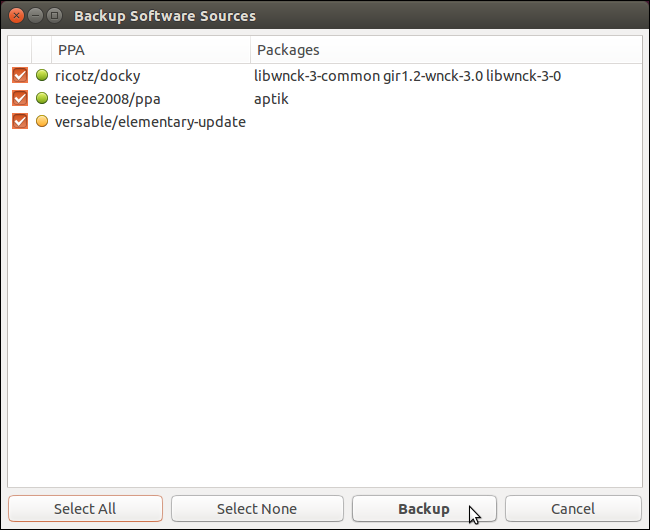 Backup Software Sources
PPA Packages
ricotz/docky libwnck-3-common gir1.2-wnck-3.0 libwnck-3-0
teejee2008/ppa aptik
versable/elementary-update
Select All Select None Backup Cancel